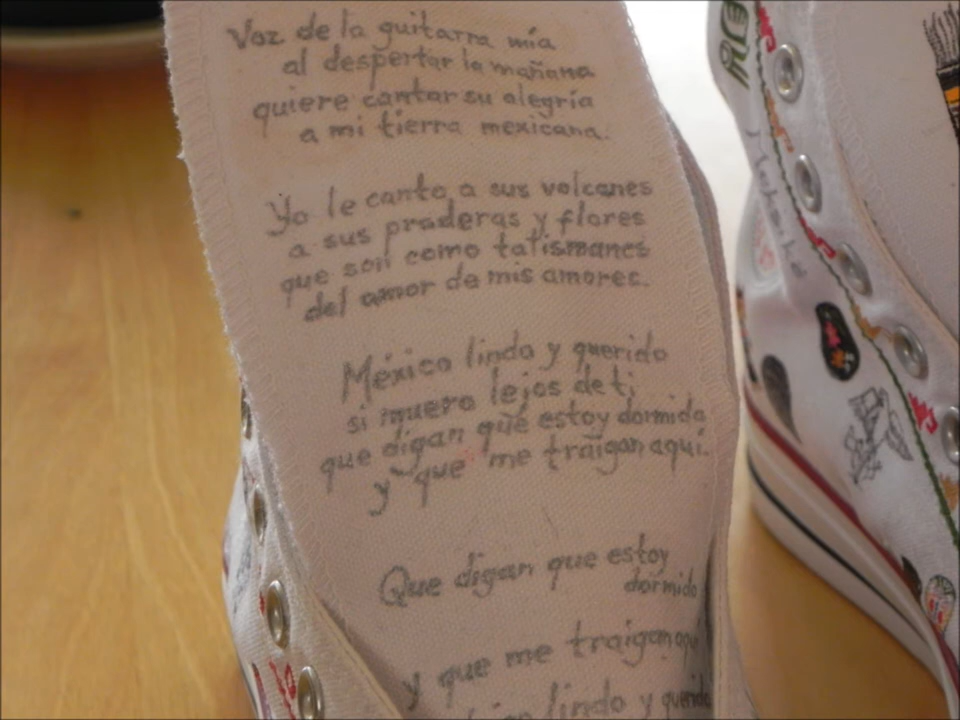 Voz de la guitarra mía
al despertar la mañana
quiere cantar su alegría
a mi tierra mexicana.
Yo le canto a sus volcanes
a sus praderas y flores
que son como talismanes
del amor de mis amores.
México lindo y querido
si muero lejos de ti
que digan que estoy dormido
y que me traigan aquí.
Que digan que estoy
dormido
y que me traigan aquí
lindo y querido